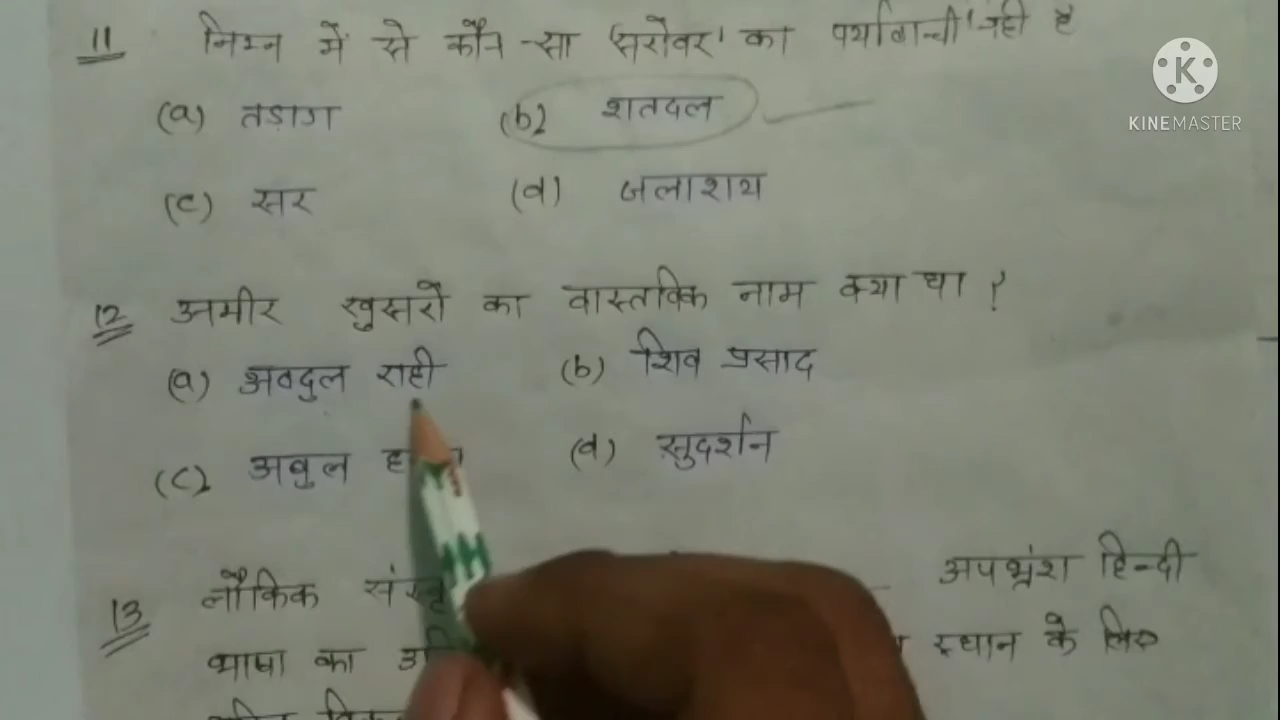 11 निम्न में से कौन-सा 'सरोवर' का पर्यायवाची नही है
KINEMASTER
(a) तड़ाग (b) शतदल
(c) सर (d) जलाशय
12 अमीर खुसरो का वास्तविक नाम क्या था ?
(a) अबदुल राही (b) शिव प्रसाद
(c) अबुल (d) सुदर्शन
13 लौकिक अपभ्रंश हिन्दी
भाषा का स्थान के लिए